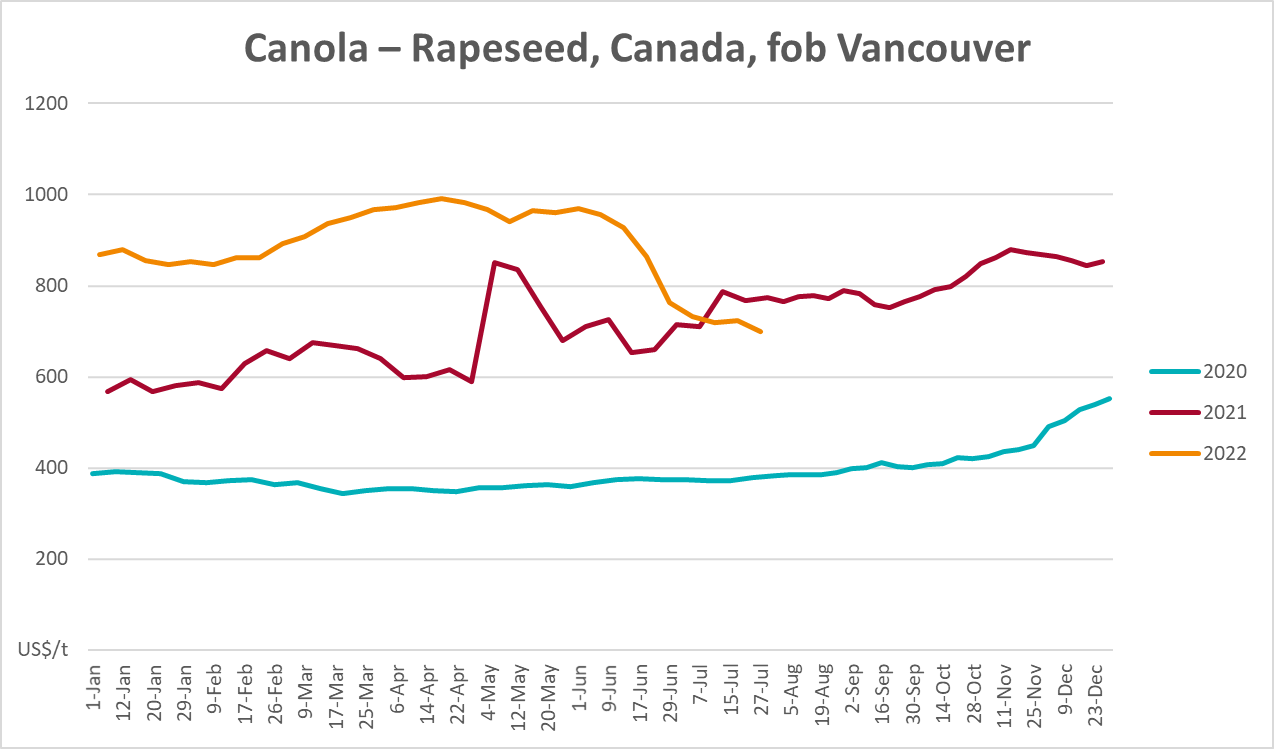 Canola – Rapeseed, Canada, fob Vancouver
1200
1000
800
600
400
200
US$/t
1-Jan
12-Jan
20-Jan
29-Jan
9-Feb
17-Feb
26-Feb
9-Mar
17-Mar
25-Mar
6-Apr
14-Apr
22-Apr
4-May
12-May
20-May
1-Jun
9-Jun
17-Jun
29-Jun
7-Jul
15-Jul
27-Jul
5-Aug
19-Aug
2-Sep
16-Sep
30-Sep
14-Oct
28-Oct
11-Nov
25-Nov
9-Dec
23-Dec
2020
2021
2022